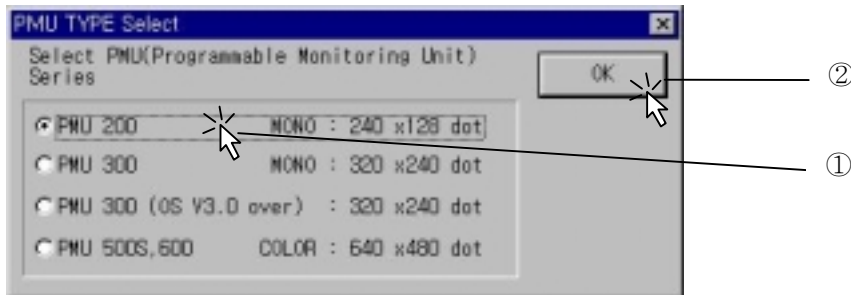 PMU TYPE Select
Select PMU(Programmable Monitoring Unit)
Series
OK
②
PMU 200 MONO : 240 x128 dot
①
PMU 300 MONO : 320 x240 dot
PMU 300 (OS V3.0 over) : 320 x240 dot
PMU 500S,600 COLOR : 640 x480 dot